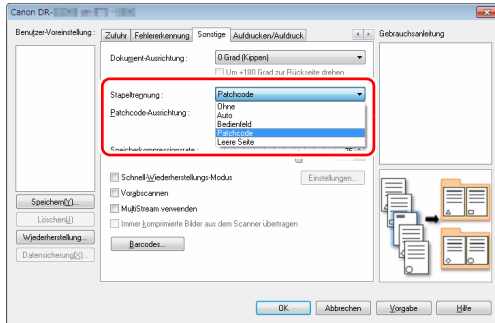 Canon DR-
Benutzer-Voreinstellung :
Zufuhr Fehlererkennung Sonstige Aufdrucken/Aufdruck
Gebrauchsanleitung
Dokument-Ausrichtung :
0 Grad (Kippen)
Um +180 Grad zur Rückseite drehen
Stapeltrennung :
Patchcode
Patchcode-Ausrichtung :
Ohne
Auto
Bedienfeld
Patchcode
Leere Seite
Speicherkompressionsrate :
Schnell-Wiederherstellungs-Modus
Einstellungen...
Vorabscannen
MultiStream verwenden
Immer komprimierte Bilder aus dem Scanner übertragen
Barcodes...
Speichern(Y)...
Löschen(J)
Wiederherstellung...
Datensicherung(X)...
OK Abbrechen Vorgabe Hilfe